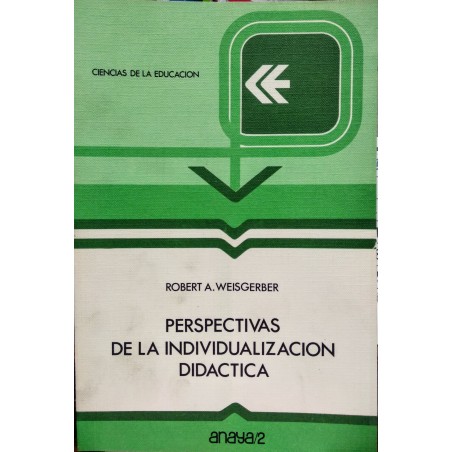 CIENCIAS DE LA EDUCACION
ROBERT A. WEISGERBER
PERSPECTIVAS
DE LA INDIVIDUALIZACION
DIDACTICA
anaya/2